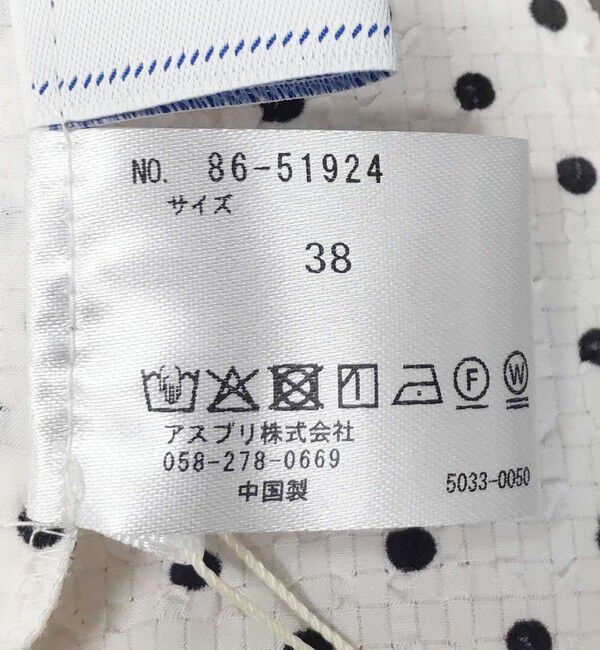 NO. 86-51924
サイズ
38
F W
アスプリ株式会社
058-278-0669
中国製 5033-0050